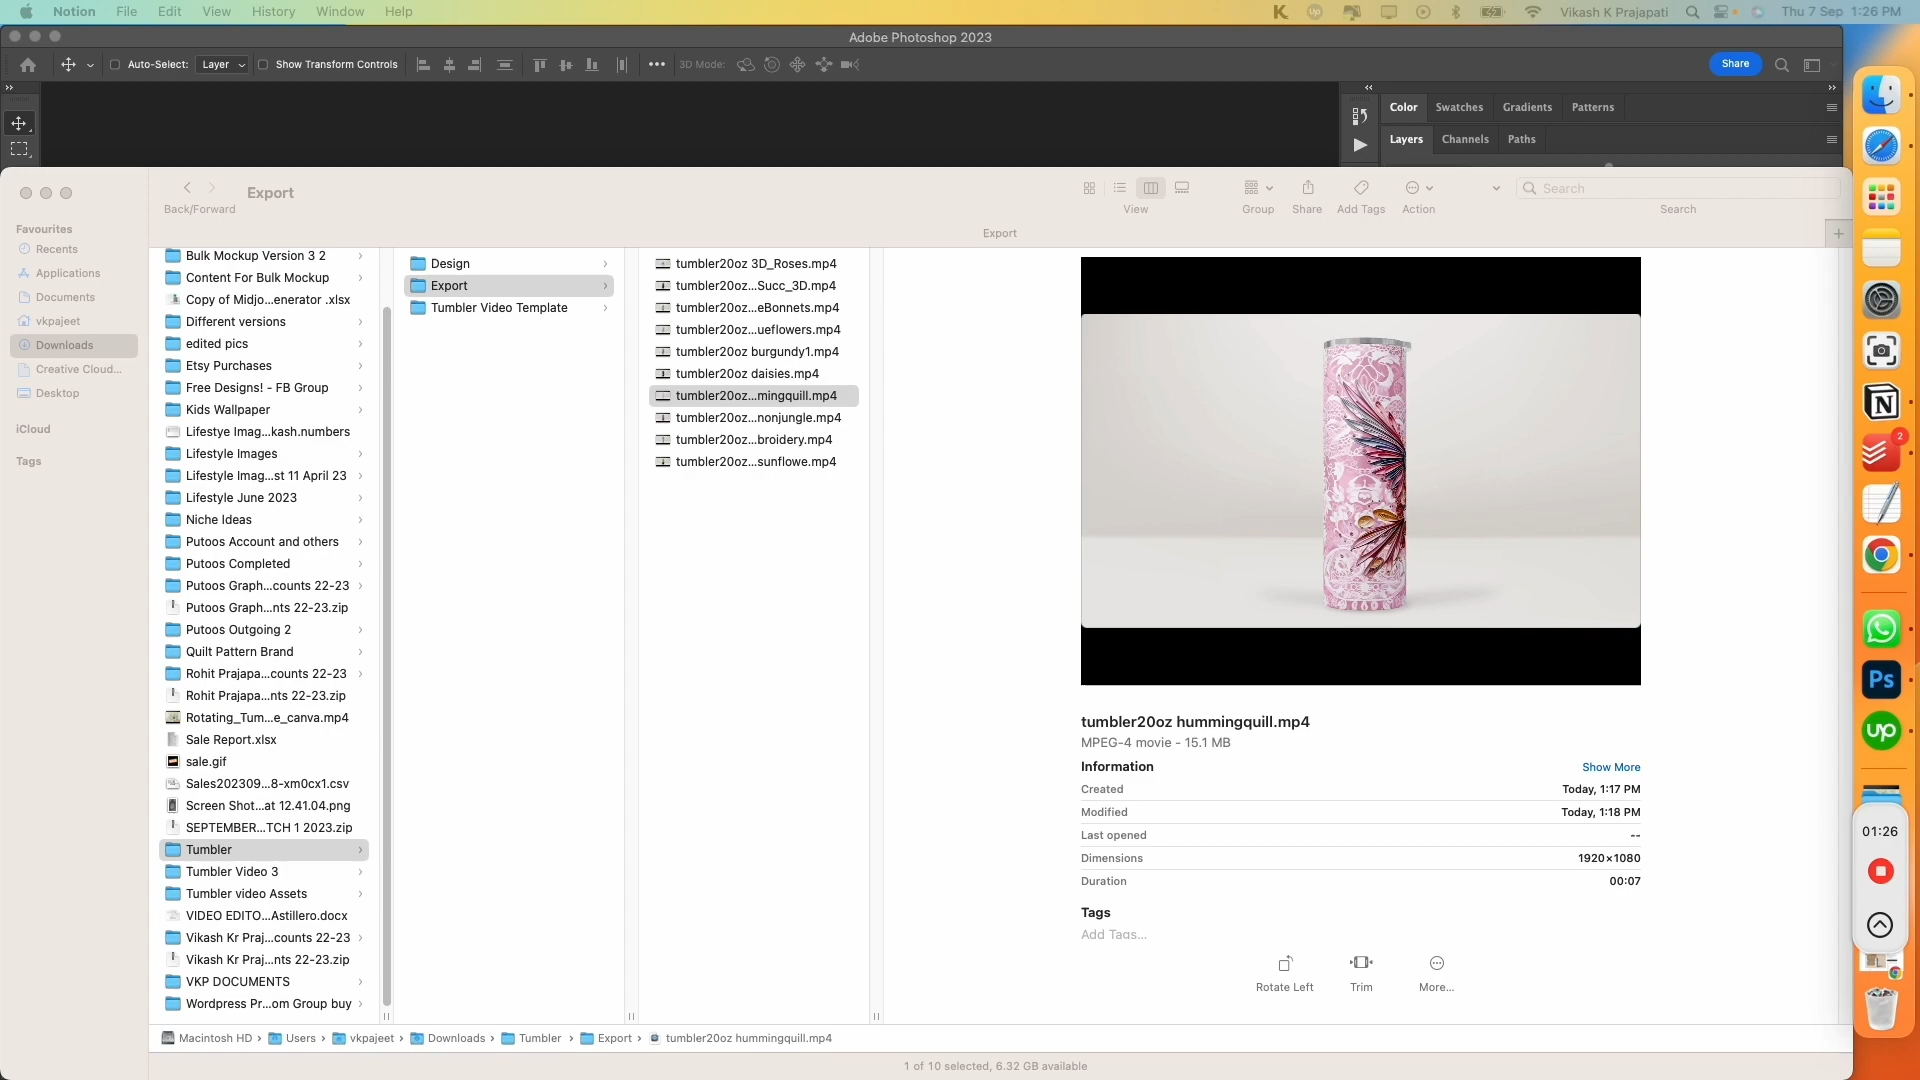 Notion File Edit View History Window Help Vikash K Prajapati Thu 7 Sep 1:26 PM
Adobe Photoshop 2023
Auto-Select: Layer Show Transform Controls 3D Mode: Share
Color Swatches Gradients Patterns
Layers Channels Paths
Export
Back/Forward
View Group Share Add Tags Action Search
Search
Export
Favourites
Recents
Applications
Documents
vkpajeet
Downloads
Creative Cloud...
Desktop
iCloud
Tags
Bulk Mockup Version 3 2
Content For Bulk Mockup
Copy of Midjo...enerator .xlsx
Different versions
edited pics
Etsy Purchases
Free Designs! - FB Group
Kids Wallpaper
Lifestye Imag...kash.numbers
Lifestyle Images
Lifestyle Imag...st 11 April 23
Lifestyle June 2023
Niche Ideas
Putoos Account and others
Putoos Completed
Putoos Graph...counts 22-23
Putoos Graph...nts 22-23.zip
Putoos Outgoing 2
Quilt Pattern Brand
Rohit Prajapa...counts 22-23
Rohit Prajapa...nts 22-23.zip
Rotating_Tum...e_canva.mp4
Sale Report.xlsx
sale.gif
Sales202309...8-xm0cx1.csv
Screen Shot...at 12.41.04.png
SEPTEMBER...TCH 1 2023.zip
Tumbler
Tumbler Video 3
Tumbler video Assets
VIDEO EDITO...Astillero.docx
Vikash Kr Praj...counts 22-23
Vikash Kr Praj...nts 22-23.zip
VKP DOCUMENTS
Wordpress Pr...om Group buy
Design
Export
Tumbler Video Template
tumbler20oz 3D_Roses.mp4
tumbler20oz...Succ_3D.mp4
tumbler20oz...eBonnets.mp4
tumbler20oz...ueflowers.mp4
tumbler20oz burgundy1.mp4
tumbler20oz daisies.mp4
tumbler20oz...mingquill.mp4
tumbler20oz...nonjungle.mp4
tumbler20oz...broidery.mp4
tumbler20oz...sunflowe.mp4
tumbler20oz hummingquill.mp4
MPEG-4 movie - 15.1 MB
Information Show More
Created Today, 1:17 PM
Modified Today, 1:18 PM
Last opened --
Dimensions 1920×1080
Duration 00:07
Tags
Add Tags...
Rotate Left Trim More...
Macintosh HD › Users › vkpajeet › Downloads › Tumbler › Export › tumbler20oz hummingquill.mp4
1 of 10 selected, 6.32 GB available
2
Ps
up
01:26